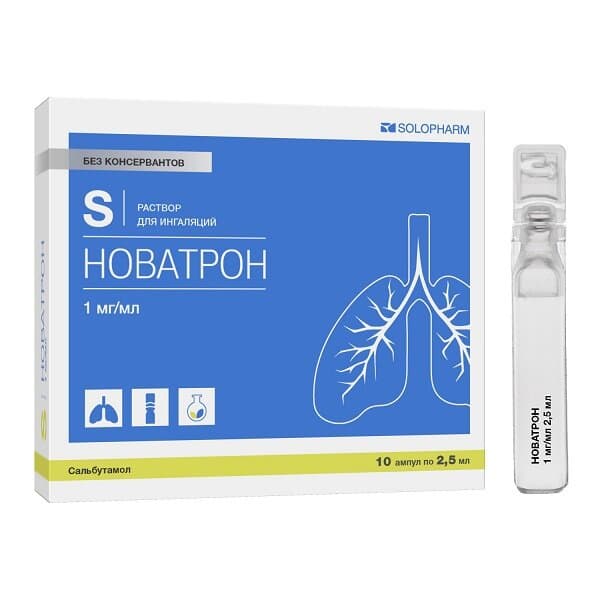 SOLOPHARM
БЕЗ КОНСЕРВАНТОВ
S
РАСТВОР
ДЛЯ ИНГАЛЯЦИЙ
НОВАТРОН
1 мг/мл
Сальбутамол
10 ампул по 2,5 мл
S НОВАТРОН
НОВАТРОН
1 мг/мл 2,5 мл